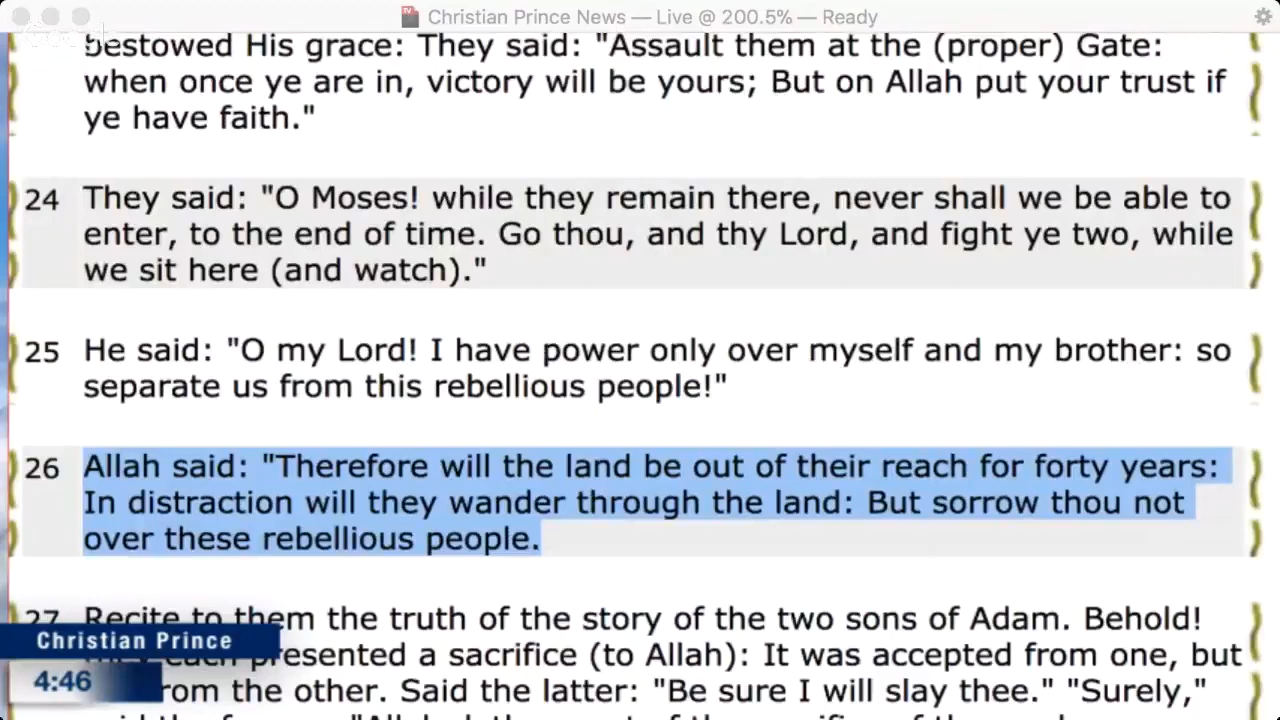 Christian Prince News — Live @ 200.5% — Ready
Google
bestowed His grace: They said: "Assault them at the (proper) Gate:
when once ye are in, victory will be yours; But on Allah put your trust if
ye have faith."
24 They said: "O Moses! while they remain there, never shall we be able to
enter, to the end of time. Go thou, and thy Lord, and fight ye two, while
we sit here (and watch)."
25 He said: "O my Lord! I have power only over myself and my brother: so
separate us from this rebellious people!"
26 Allah said: "Therefore will the land be out of their reach for forty years:
In distraction will they wander through the land: But sorrow thou not
over these rebellious people.
27 Recite to them the truth of the story of the two sons of Adam. Behold!
presented a sacrifice (to Allah): It was accepted from one, but
from the other. Said the latter: "Be sure I will slay thee." "Surely,"
Christian Prince
4:46